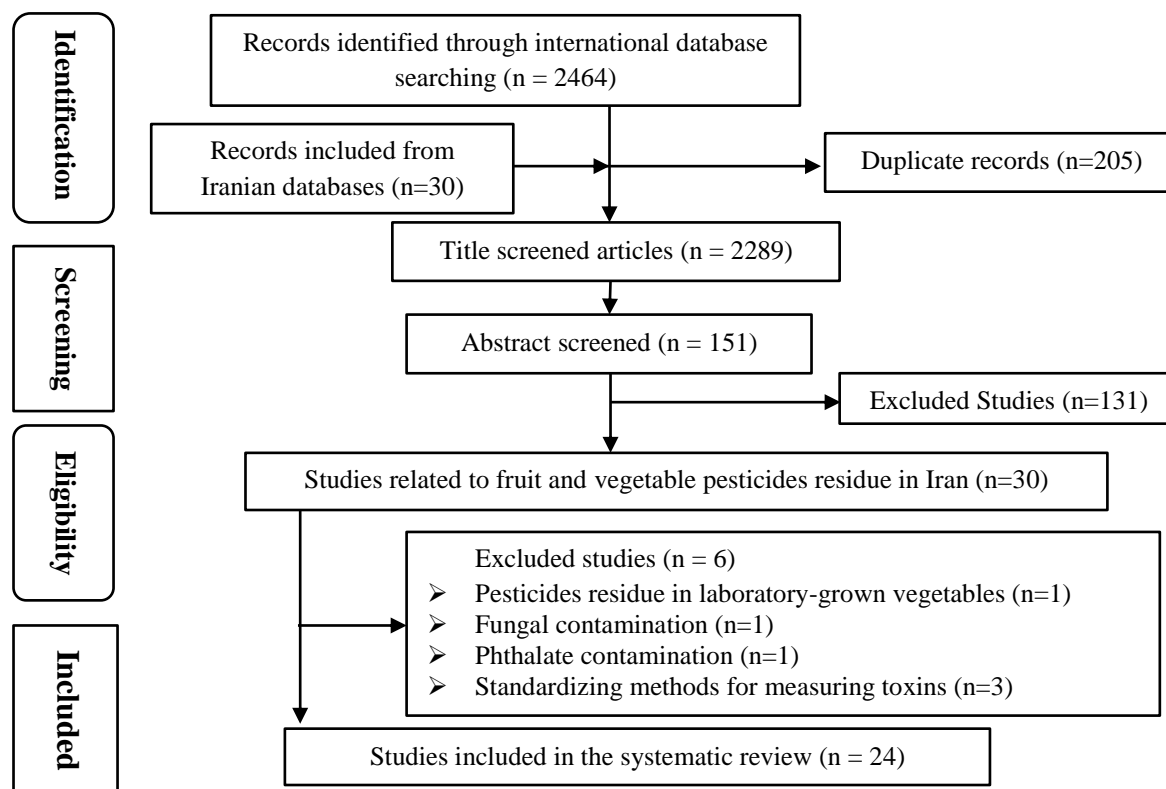 Identification
Records identified through international database
searching (n = 2464)
Records included from
Iranian databases (n=30)
Duplicate records (n=205)
Title screened articles (n = 2289)
Screening
Abstract screened (n = 151)
Excluded Studies (n=131)
Eligibility
Studies related to fruit and vegetable pesticides residue in Iran (n=30)
Excluded studies (n = 6)
➢ Pesticides residue in laboratory-grown vegetables (n=1)
➢ Fungal contamination (n=1)
➢ Phthalate contamination (n=1)
➢ Standardizing methods for measuring toxins (n=3)
Included
Studies included in the systematic review (n = 24)